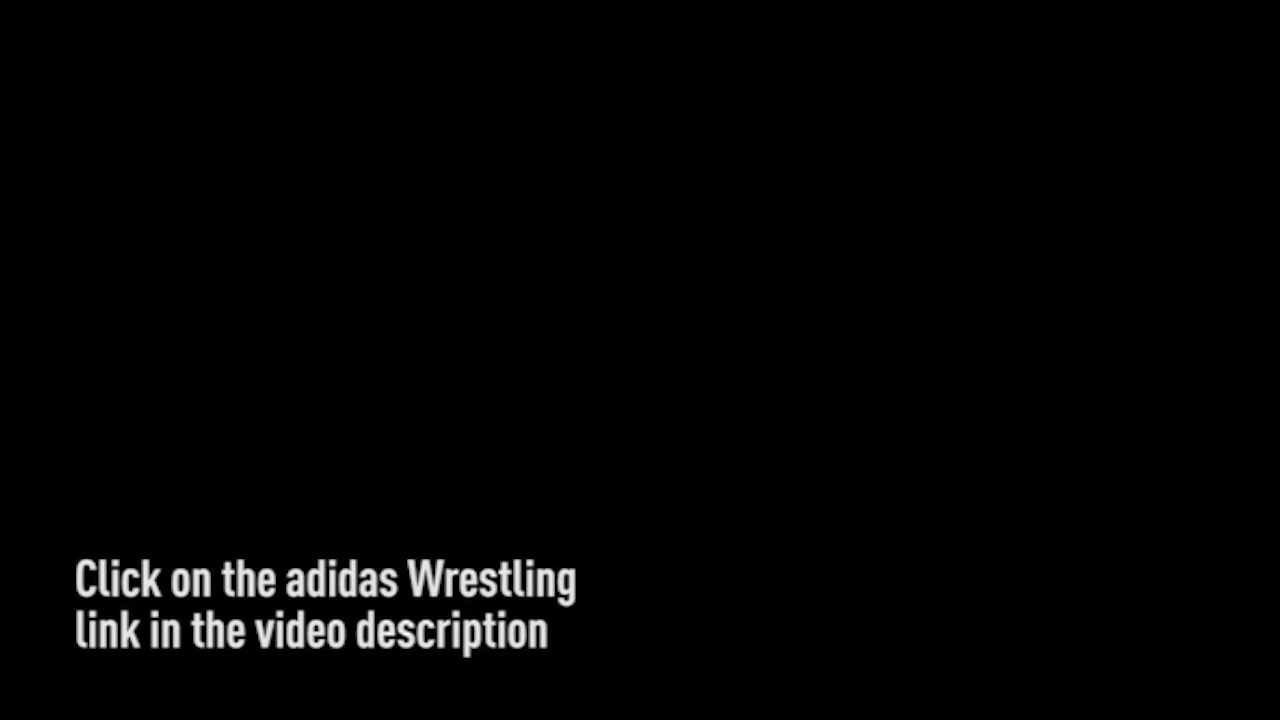 Click on the adidas Wrestling
link in the video description